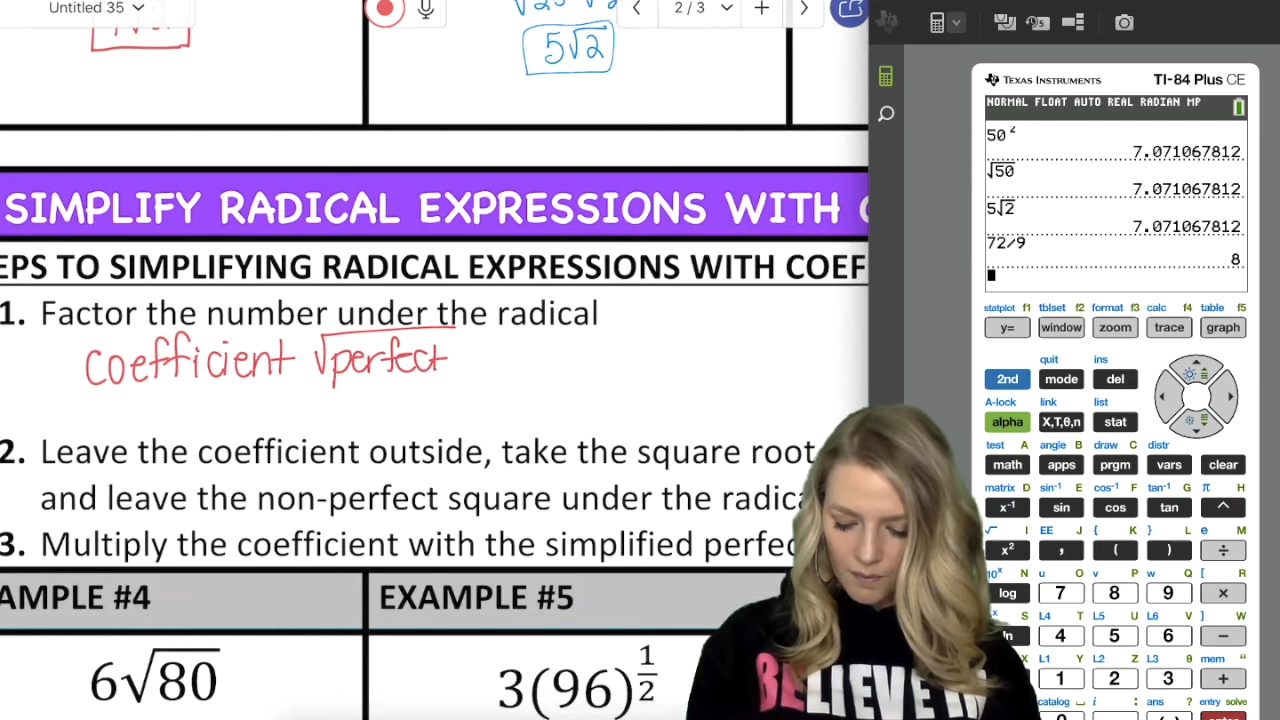 Untitled 35
2 / 3
5√2
SIMPLIFY RADICAL EXPRESSIONS WITH
EPS TO SIMPLIFYING RADICAL EXPRESSIONS WITH COEF
1. Factor the number under the radical
Coefficient √perfect
2. Leave the coefficient outside, take the square root
and leave the non-perfect square under the radica
3. Multiply the coefficient with the simplified perfe
AMPLE #4 EXAMPLE #5
6√80 3(96)^1/2
BELIEVE IN
TEXAS INSTRUMENTS TI-84 Plus CE
NORMAL FLOAT AUTO REAL RADIAN MP
50²
7.071067812
√50
7.071067812
5√2
7.071067812
72/9
8
statplot f1 tblset f2 format f3 calc f4 table f5
y= window zoom trace graph
quit ins
2nd mode del
A-lock link list
alpha X,T,θ,n stat
test A angle B draw C distr
math apps prgm vars clear
matrix D sin⁻¹ E cos⁻¹ F tan⁻¹ G π H
x⁻¹ sin cos tan ^
√ I EE J { K } L e M
x² , ( ) ÷
10ˣ N u O v P w Q [ R
log 7 8 9 ×
S L4 T L5 U L6 V ] W
ln 4 5 6 −
X L1 Y L2 Z L3 θ mem "
1 2 3 +
catalog i : ans ? entry solve